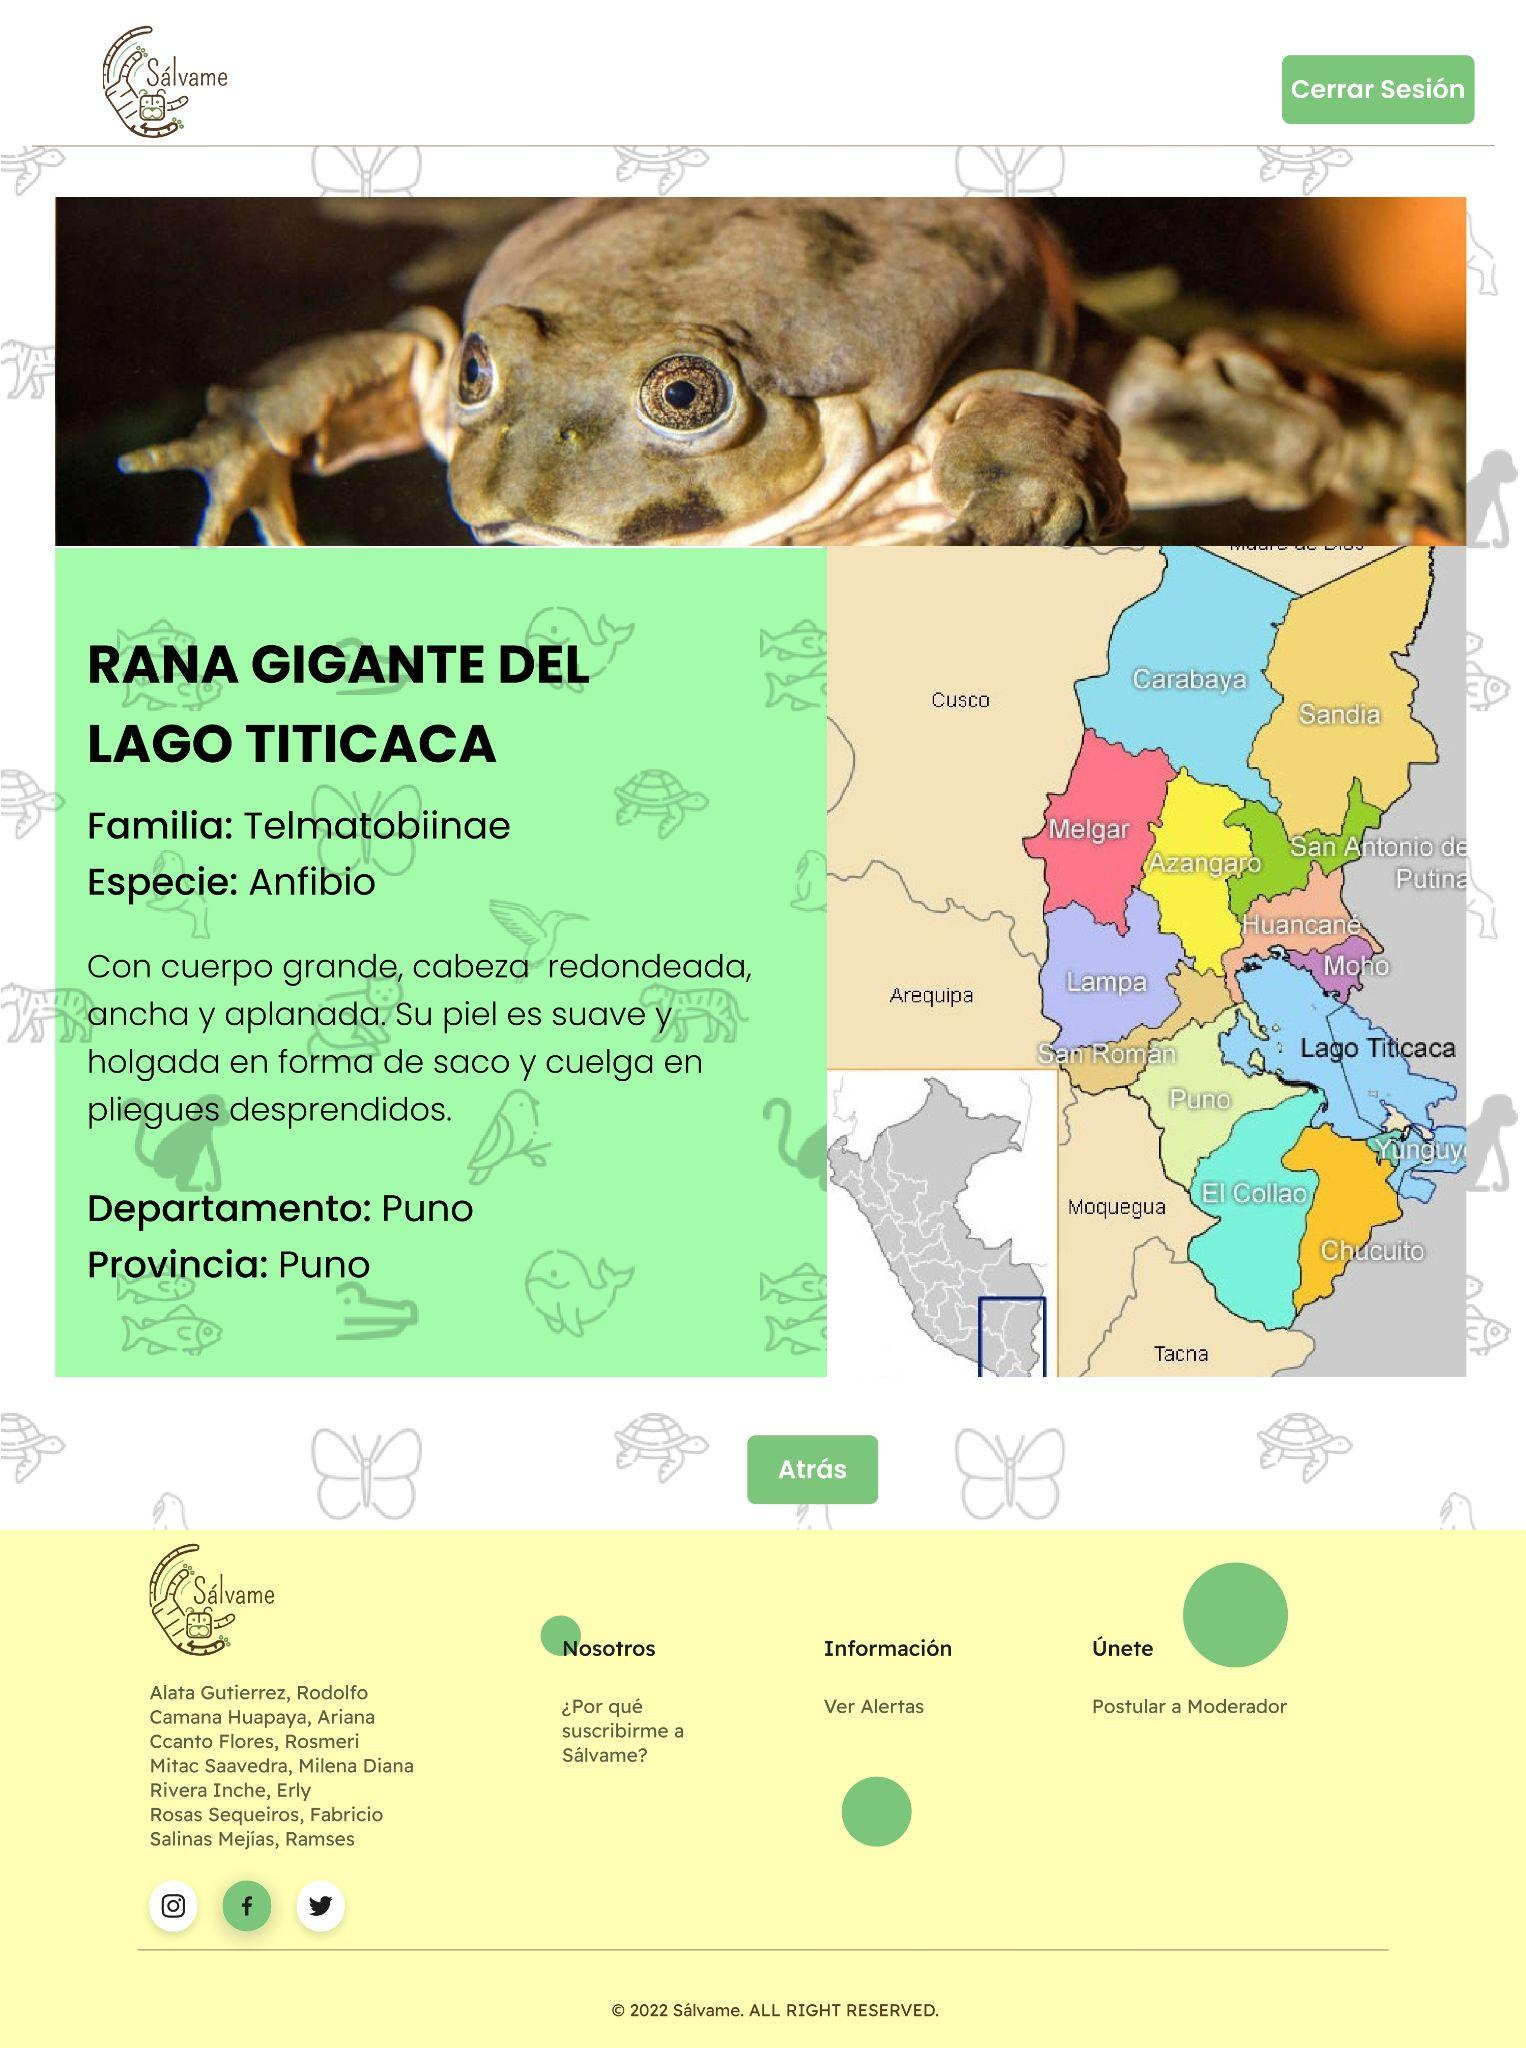 Sálvame
Cerrar Sesión
RANA GIGANTE DEL
LAGO TITICACA
Familia: Telmatobiinae
Especie: Anfibio
Con cuerpo grande, cabeza  redondeada,
ancha y aplanada. Su piel es suave y
holgada en forma de saco y cuelga en
pliegues desprendidos.
Departamento: Puno
Provincia: Puno
Madre de Dios
Carabaya
Cusco
Sandia
Melgar
Azangaro
San Antonio de
Putina
Huancané
Moho
Lampa
Arequipa
San Román
Lago Titicaca
Puno
Yunguy
El Collao
Moquegua
Chucuito
Tacna
Atrás
Sálvame
Alata Gutierrez, Rodolfo
Camana Huapaya, Ariana
Ccanto Flores, Rosmeri
Mitac Saavedra, Milena Diana
Rivera Inche, Erly
Rosas Sequeiros, Fabricio
Salinas Mejías, Ramses
Nosotros
¿Por qué
suscribirme a
Sálvame?
Información
Ver Alertas
Únete
Postular a Moderador
© 2022 Sálvame. ALL RIGHT RESERVED.